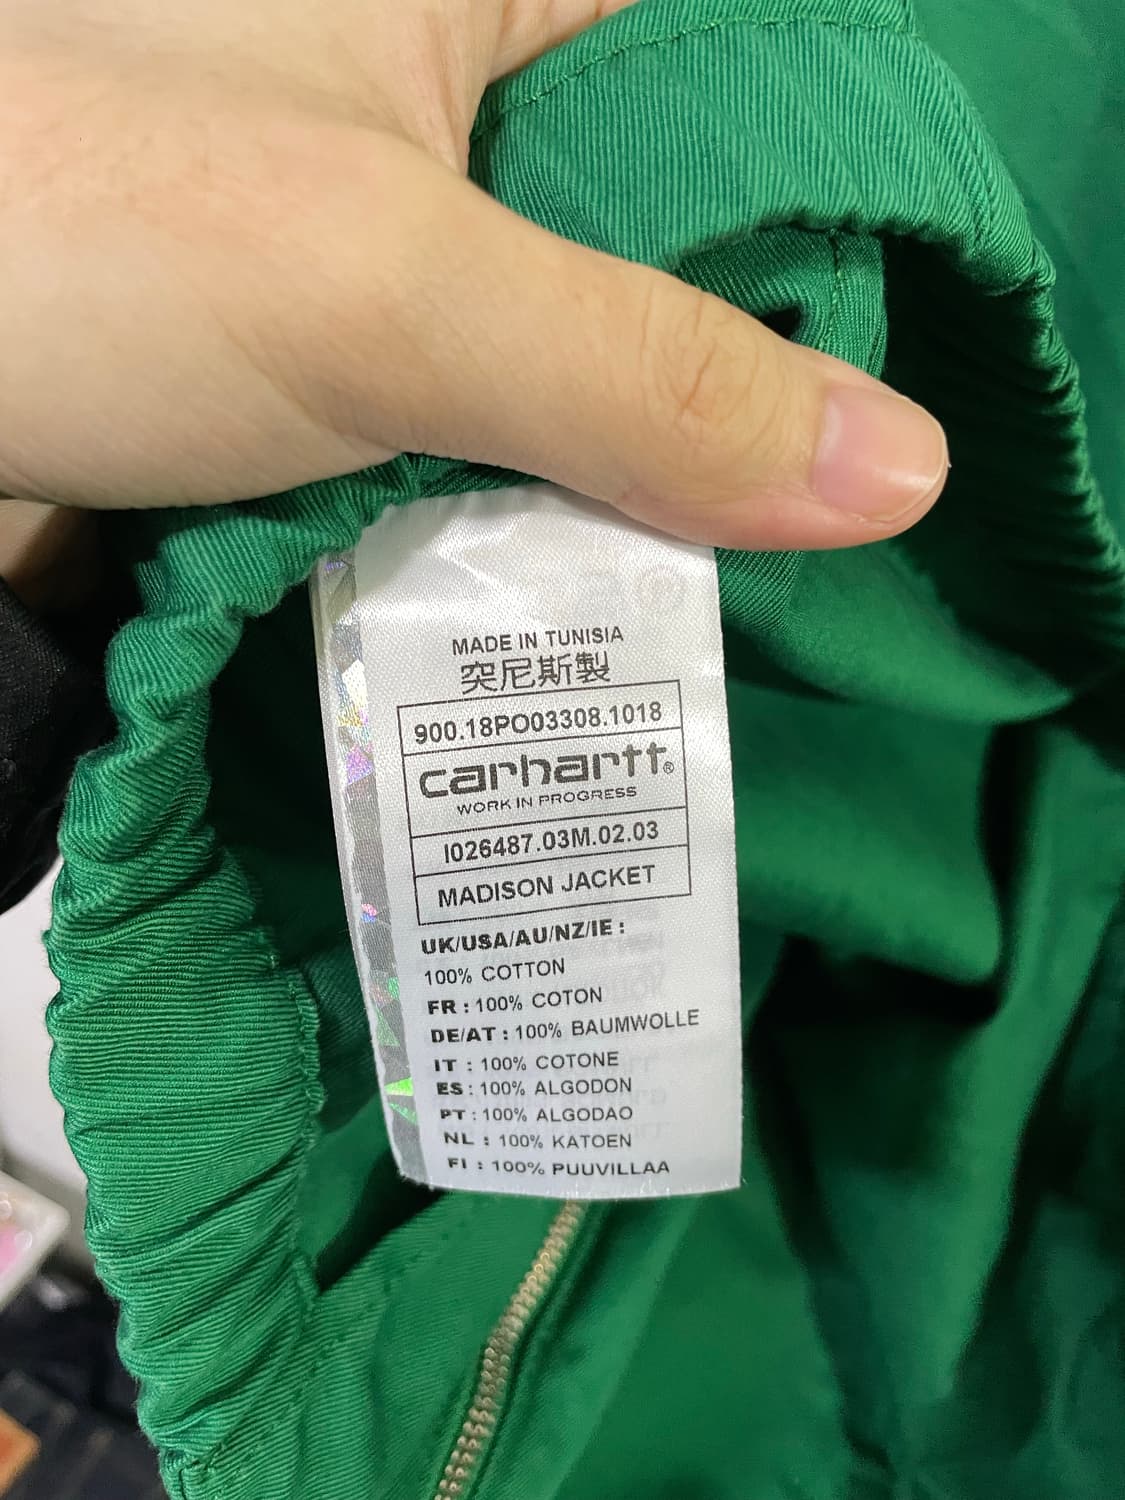 MADE IN TUNISIA
突尼斯製
900.18PO03308.1018
carhartt®
WORK IN PROGRESS
I026487.03M.02.03
MADISON JACKET
UK/USA/AU/NZ/IE :
100% COTTON
FR : 100% COTON
DE/AT : 100% BAUMWOLLE
IT : 100% COTONE
ES : 100% ALGODON
PT : 100% ALGODAO
NL : 100% KATOEN
FI : 100% PUUVILLAA